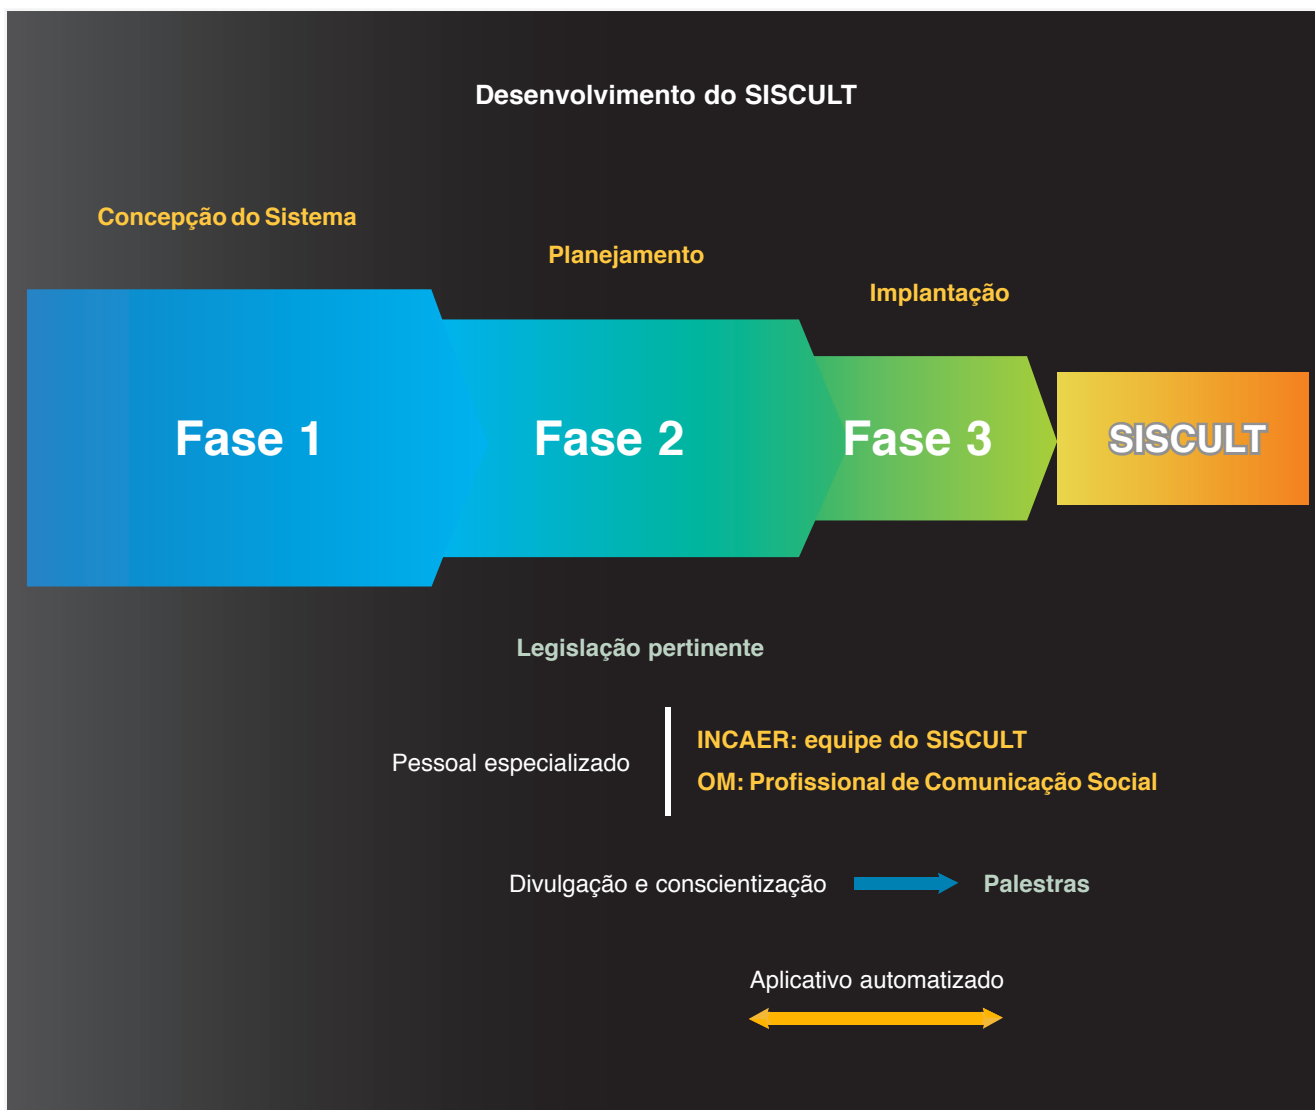 Desenvolvimento do SISCULT
Concepção do Sistema
Planejamento
Implantação
Fase 1
Fase 2
Fase 3
SISCULT
Legislação pertinente
Pessoal especializado
INCAER: equipe do SISCULT
OM: Profissional de Comunicação Social
Divulgação e conscientização
Palestras
Aplicativo automatizado